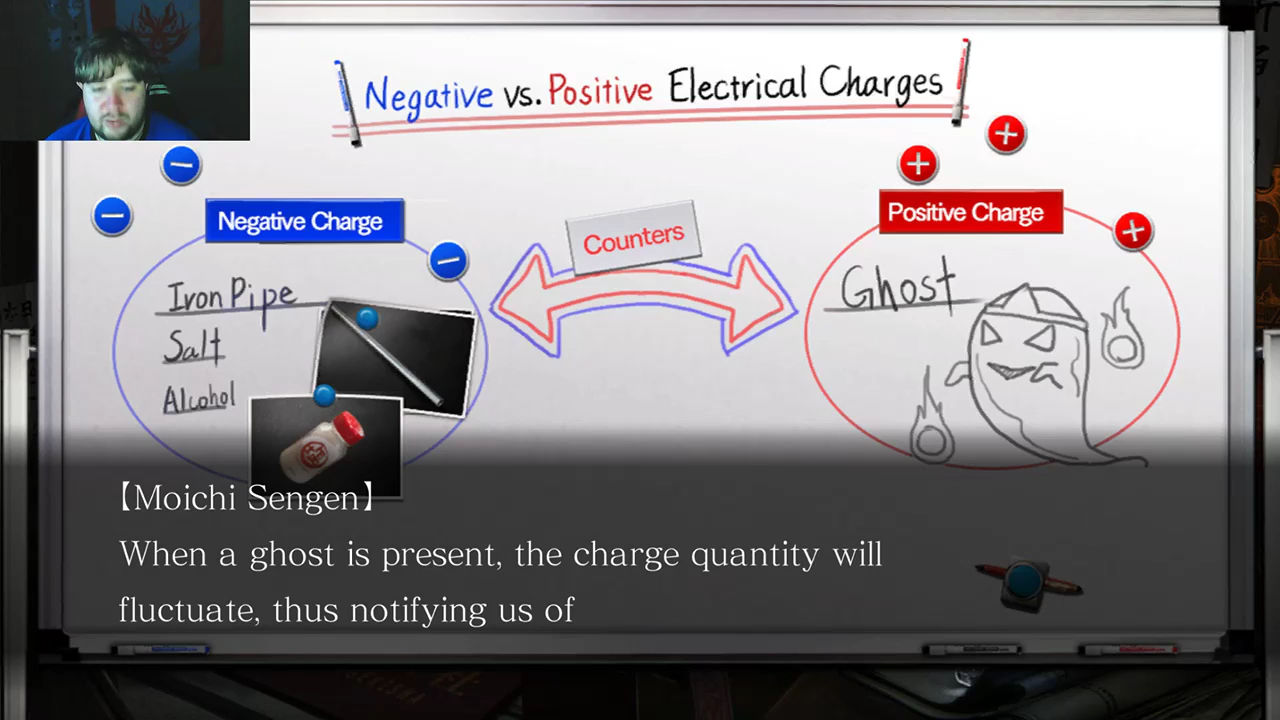 Negative vs. Positive Electrical Charges
Negative Charge
Iron Pipe
Salt
Alcohol
Counters
Positive Charge
Ghost
【Moichi Sengen】
When a ghost is present, the charge quantity will
fluctuate, thus notifying us of